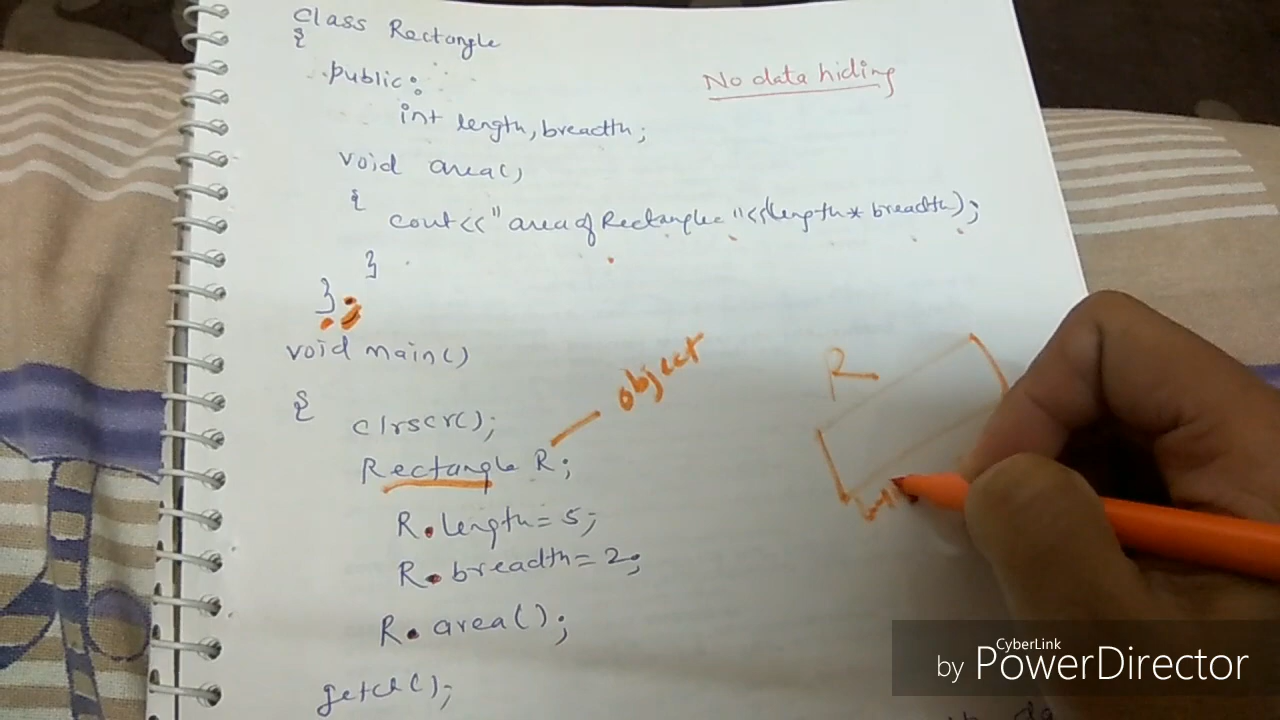 class Rectangle
{
public:
int length, breadth;
void area()
{
cout<<"area of Rectangle= "<<(length * breadth);
}
};
void main()
{
clrscr();
Rectangle R;
R.length=5;
R.breadth=2;
R.area();
getch();
No data hiding
object
R
CyberLink
by PowerDirector